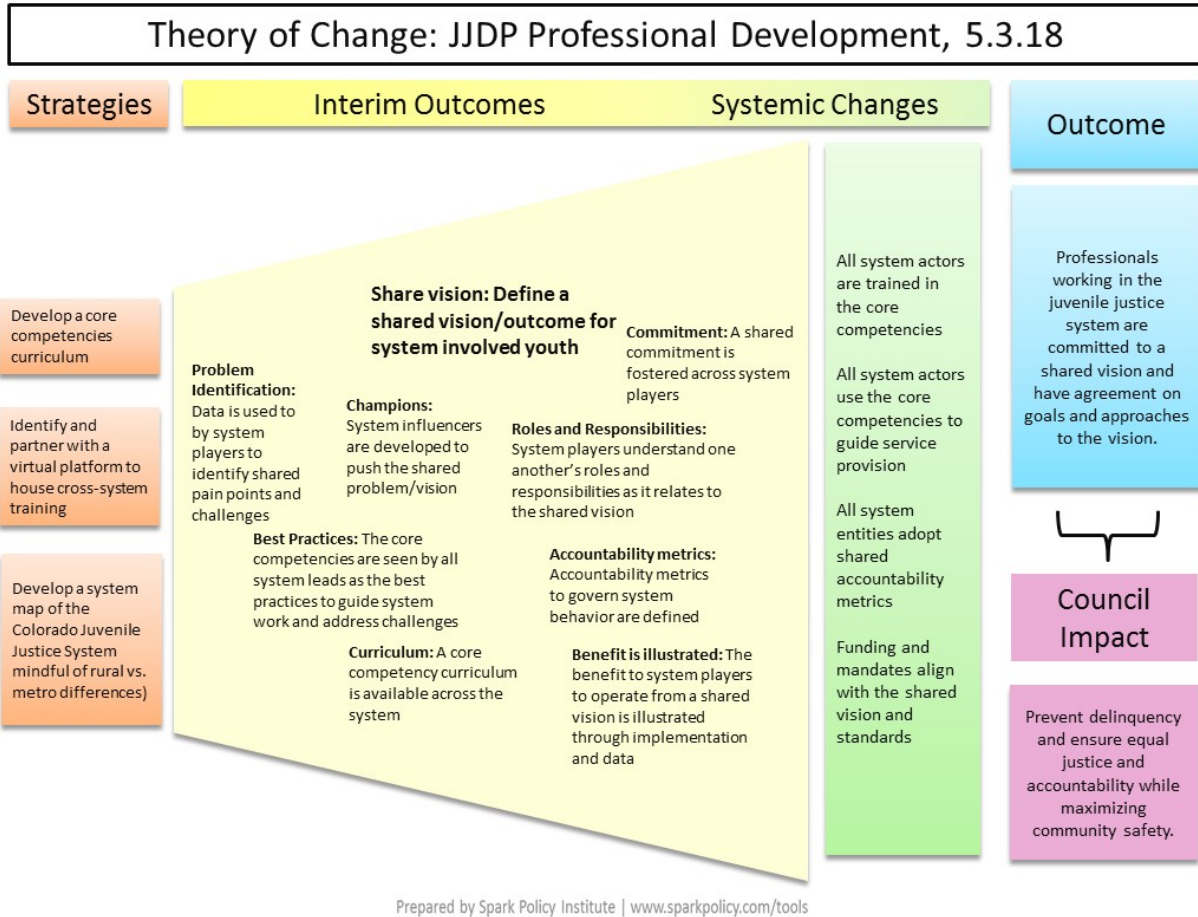 Theory of Change: JJDP Professional Development, 5.3.18
Strategies
Interim Outcomes
Systemic Changes
Outcome
Develop a core
competencies
curriculum
Identify and
partner with a
virtual platform to
house cross-system
training
Develop a system
map of the
Colorado Juvenile
Justice System
mindful of rural vs.
metro differences)
Share vision: Define a
shared vision/outcome for
system involved youth
Commitment: A shared
commitment is
fostered across system
players
Problem
Identification:
Data is used to
by system
players to
identify shared
pain points and
challenges
Champions:
System influencers
are developed to
push the shared
problem/vision
Roles and Responsibilities:
System players understand one
another's roles and
responsibilities as it relates to
the shared vision
Best Practices: The core
competencies are seen by all
system leads as the best
practices to guide system
work and address challenges
Accountability metrics:
Accountability metrics
to govern system
behavior are defined
Curriculum: A core
competency curriculum
is available across the
system
Benefit is illustrated: The
benefit to system players
to operate from a shared
vision is illustrated
through implementation
and data
All system actors
are trained in
the core
competencies
All system actors
use the core
competencies to
guide service
provision
All system
entities adopt
shared
accountability
metrics
Funding and
mandates align
with the shared
vision and
standards
Professionals
working in the
juvenile justice
system are
committed to a
shared vision and
have agreement on
goals and approaches
to the vision.
Council
Impact
Prevent delinquency
and ensure equal
justice and
accountability while
maximizing
community safety.
Prepared by Spark Policy Institute | www.sparkpolicy.com/tools